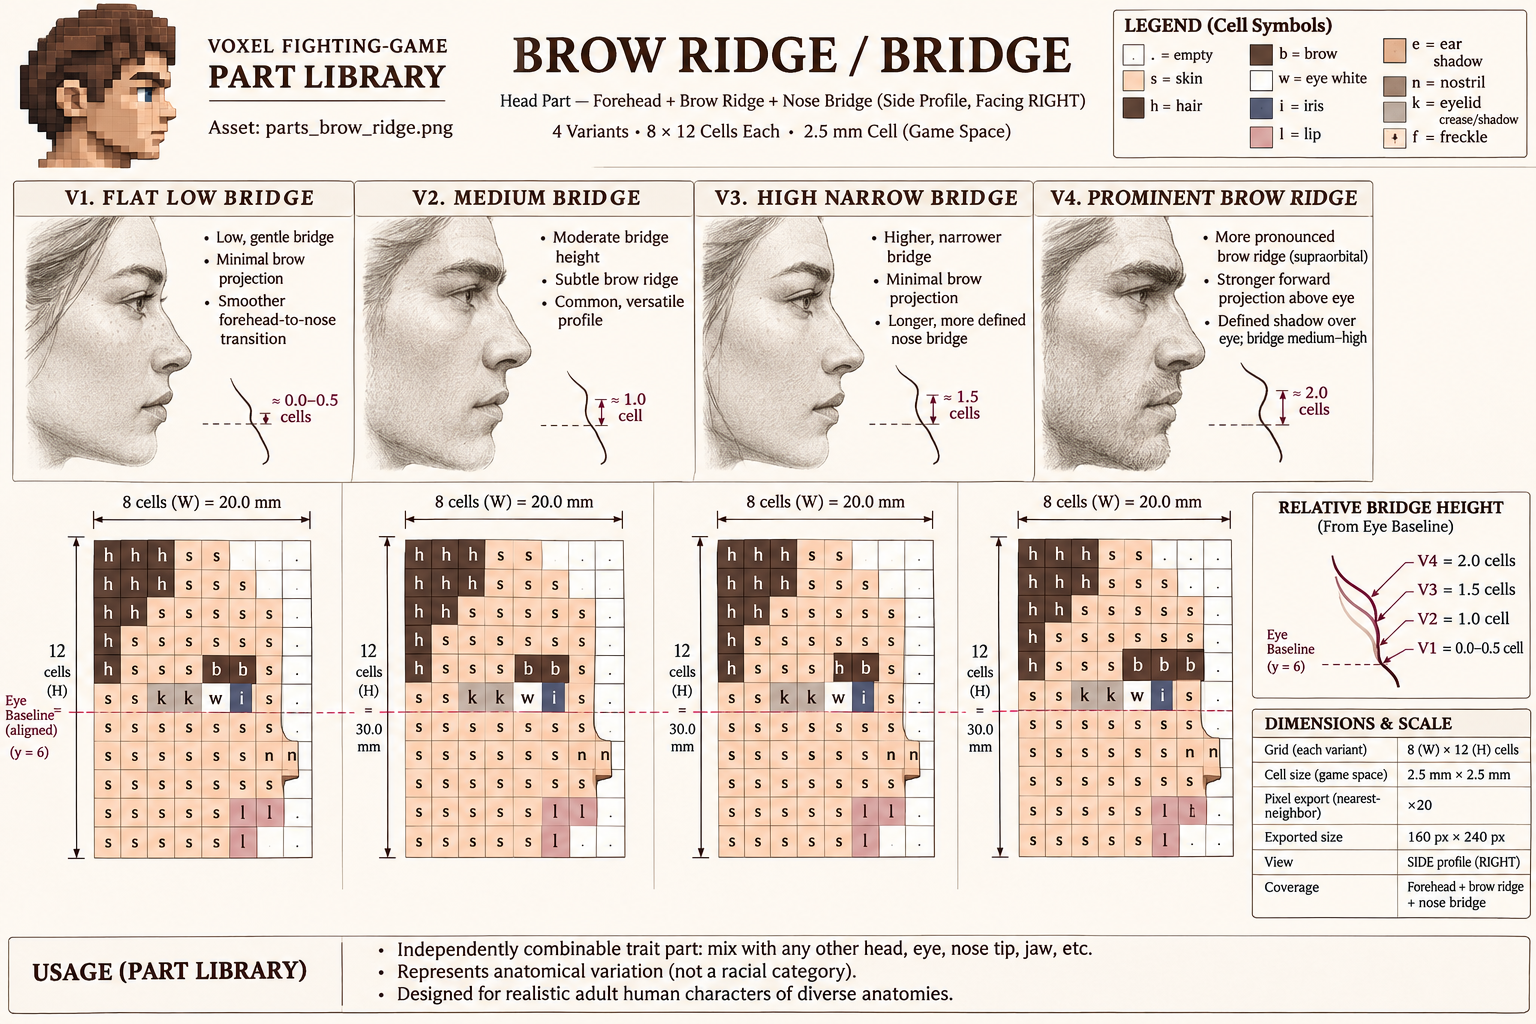 VOXEL FIGHTING-GAME
PART LIBRARY
Asset: parts_brow_ridge.png
BROW RIDGE / BRIDGE
Head Part — Forehead + Brow Ridge + Nose Bridge (Side Profile, Facing RIGHT)
4 Variants • 8 × 12 Cells Each • 2.5 mm Cell (Game Space)
LEGEND (Cell Symbols)
. = empty
s = skin
h = hair
b = brow
w = eye white
i = iris
l = lip
e = ear
shadow
n = nostril
k = eyelid
crease/shadow
f = freckle
V1. FLAT LOW BRIDGE
• Low, gentle bridge
• Minimal brow
projection
• Smoother
forehead-to-nose
transition
≈ 0.0–0.5
cells
V2. MEDIUM BRIDGE
• Moderate bridge
height
• Subtle brow ridge
• Common, versatile
profile
≈ 1.0
cell
V3. HIGH NARROW BRIDGE
• Higher, narrower
bridge
• Minimal brow
projection
• Longer, more defined
nose bridge
≈ 1.5
cells
V4. PROMINENT BROW RIDGE
• More pronounced
brow ridge (supraorbital)
• Stronger forward
projection above eye
• Defined shadow over
eye; bridge medium–high
≈ 2.0
cells
8 cells (W) = 20.0 mm
12
cells
(H)
=
Eye
Baseline
(aligned)
(y = 6)
h h h s s . .
h h h s s s .
h h s s s s s .
h s s s s s s .
h s s s b b .
s s k k w i s .
s s s s s s s .
s s s s s s n n
s s s s s s s .
s s s s s l l .
s s s s s l . .
8 cells (W) = 20.0 mm
12
cells
(H)
=
30.0
mm
h h h s s . . .
h h h s s s .
h h s s s s s .
h s s s s s s .
h s s s b b .
s s k k w i s .
s s s s s s s .
s s s s s s n n
s s s s s s s .
s s s s s l l .
s s s s s l . .
8 cells (W) = 20.0 mm
12
cells
(H)
=
30.0
mm
h h h s s . . .
h h h s s s .
h h s s s s s .
h s s s s s s .
h s s s h b .
s s k k w i s .
s s s s s s s .
s s s s s s n n
s s s s s s s .
s s s s s l l .
s s s s s l . .
8 cells (W) = 20.0 mm
12
cells
(H)
=
30.0
mm
h h h s s . . .
h h h s s s .
h h s s s s s .
h s s s s s s .
h s s s b b b .
s s k k w i s .
s s s s s s s .
s s s s s s n n
s s s s s s s .
s s s s s l t .
s s s s s l . .
RELATIVE BRIDGE HEIGHT
(From Eye Baseline)
V4 = 2.0 cells
V3 = 1.5 cells
V2 = 1.0 cell
V1 = 0.0–0.5 cell
Eye
Baseline
(y = 6)
DIMENSIONS & SCALE
Grid (each variant) 8 (W) × 12 (H) cells
Cell size (game space) 2.5 mm × 2.5 mm
Pixel export (nearest-
neighbor) ×20
Exported size 160 px × 240 px
View SIDE profile (RIGHT)
Coverage Forehead + brow ridge
+ nose bridge
USAGE (PART LIBRARY)
• Independently combinable trait part: mix with any other head, eye, nose tip, jaw, etc.
• Represents anatomical variation (not a racial category).
• Designed for realistic adult human characters of diverse anatomies.